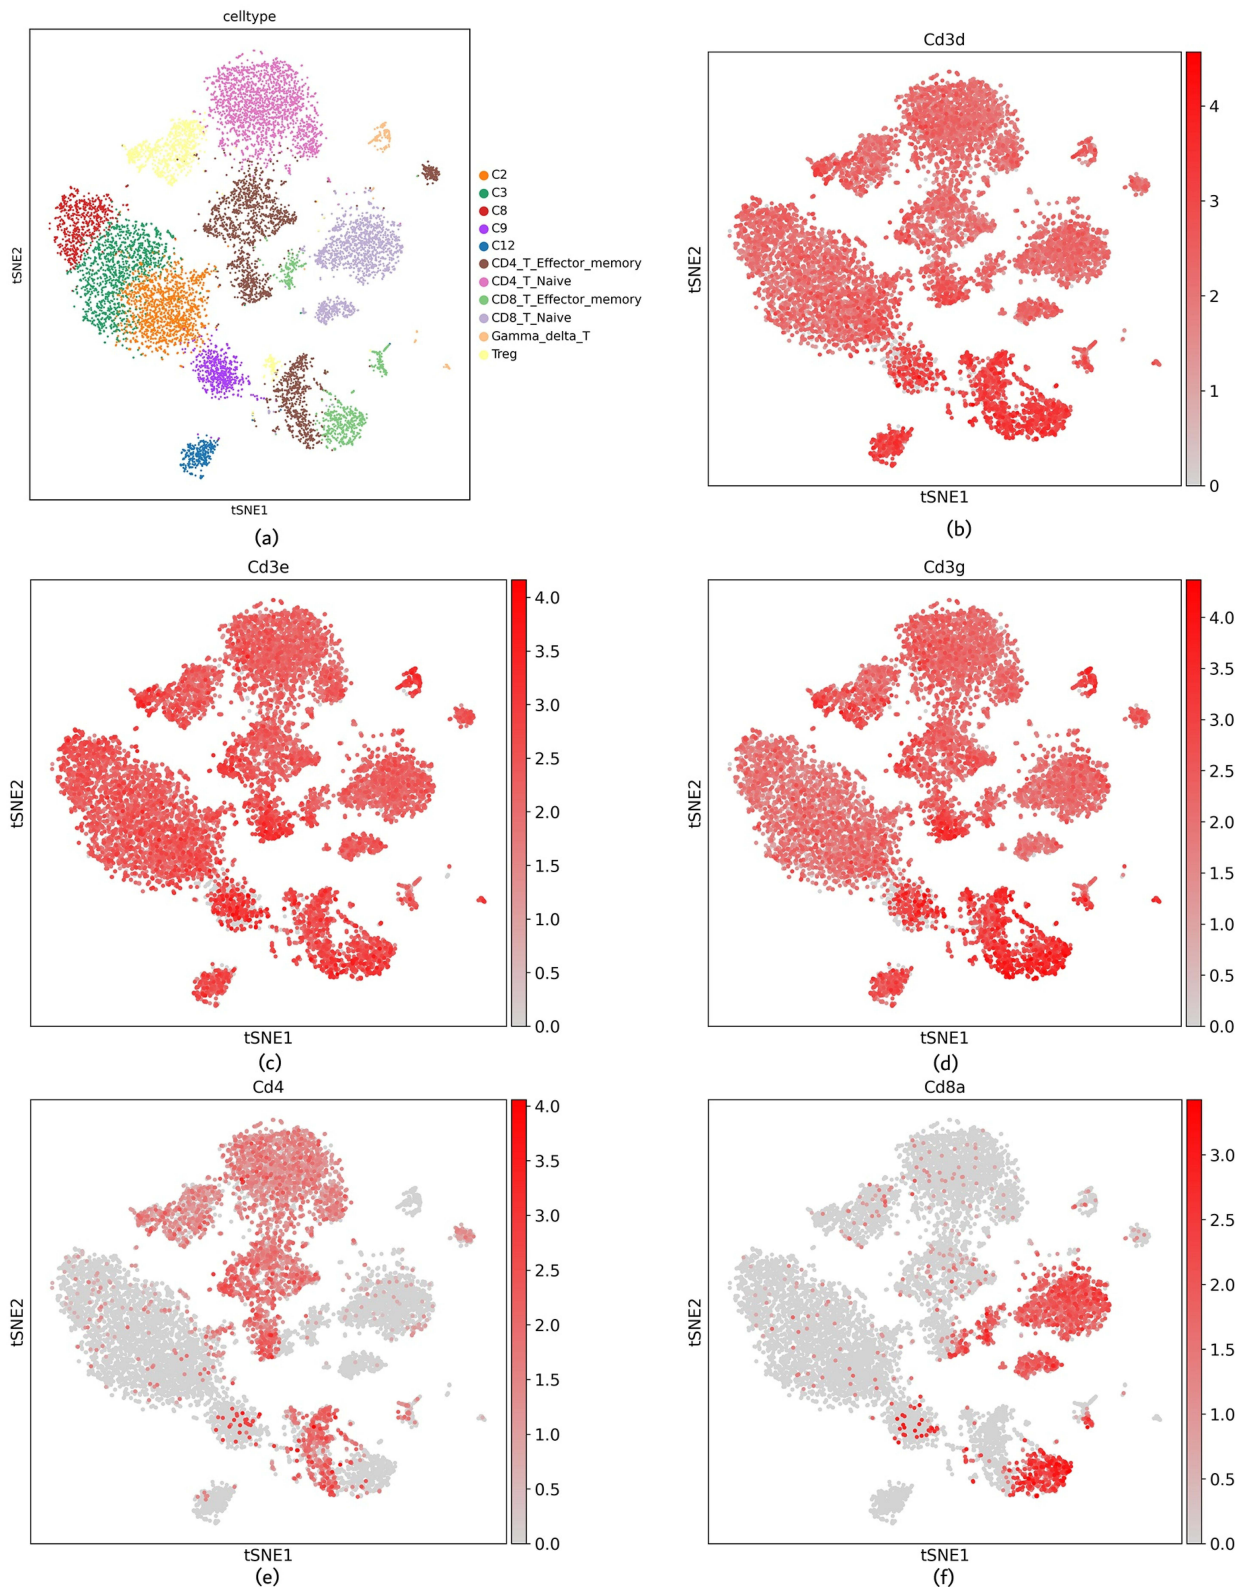 celltype
tSNE2
tSNE1
C2
C3
C8
C9
C12
CD4_T_Effector_memory
CD4_T_Naive
CD8_T_Effector_memory
CD8_T_Naive
Gamma_delta_T
Treg
(a)
Cd3d
tSNE2
tSNE1
4
3
2
1
0
(b)
Cd3e
tSNE2
tSNE1
4.0
3.5
3.0
2.5
2.0
1.5
1.0
0.5
0.0
(c)
Cd3g
tSNE2
tSNE1
4.0
3.5
3.0
2.5
2.0
1.5
1.0
0.5
0.0
(d)
Cd4
tSNE2
tSNE1
4.0
3.5
3.0
2.5
2.0
1.5
1.0
0.5
0.0
(e)
Cd8a
tSNE2
tSNE1
3.0
2.5
2.0
1.5
1.0
0.5
0.0
(f)